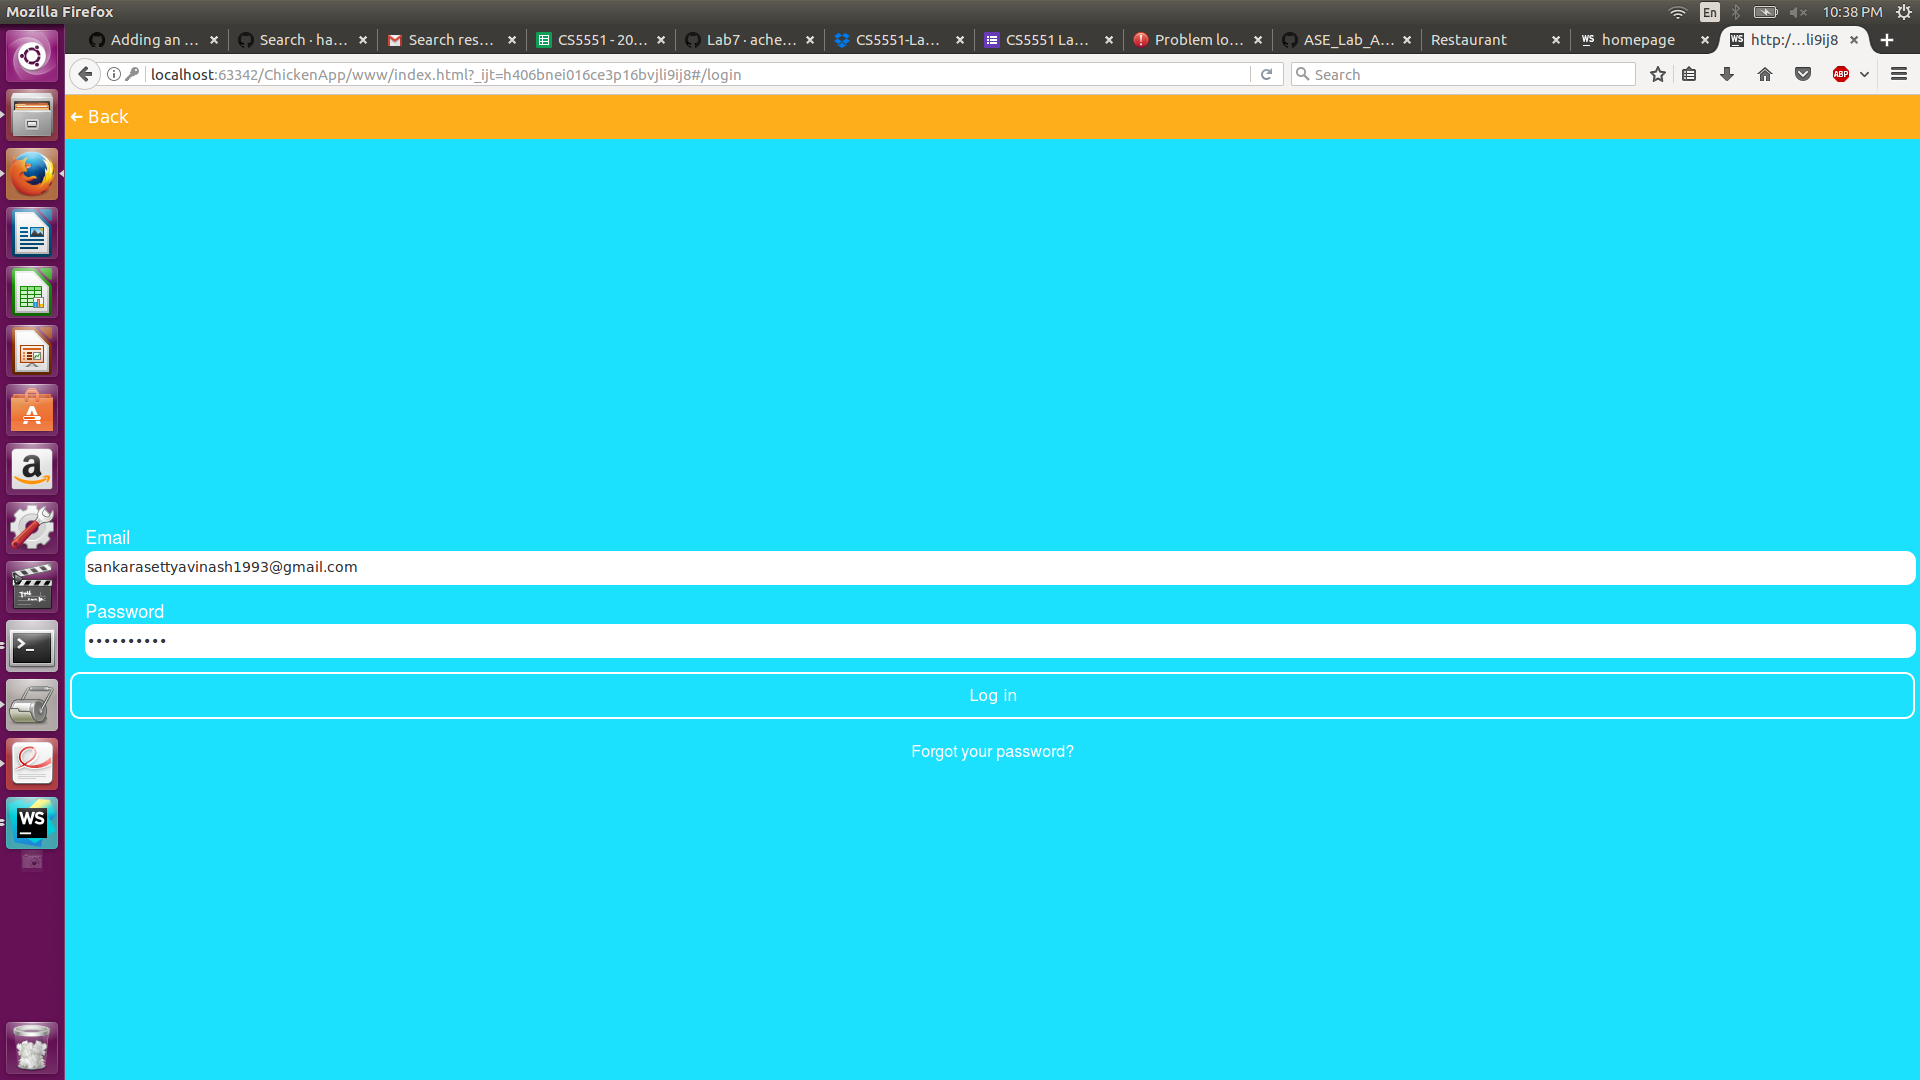 Mozilla Firefox
En
10:38 PM
Adding an ...
Search · ha...
Search res...
CS5551 - 20...
Lab7 · ache...
CS5551-La...
CS5551 La...
Problem lo...
ASE_Lab_A...
Restaurant
WS homepage
WS http:/...li9ij8
localhost:63342/ChickenApp/www/index.html?_ijt=h406bnei016ce3p16bvjli9ij8#/login
Search
ABP
Back
Email
sankarasettyavinash1993@gmail.com
Password
••••••••••
Log in
Forgot your password?
a
WS